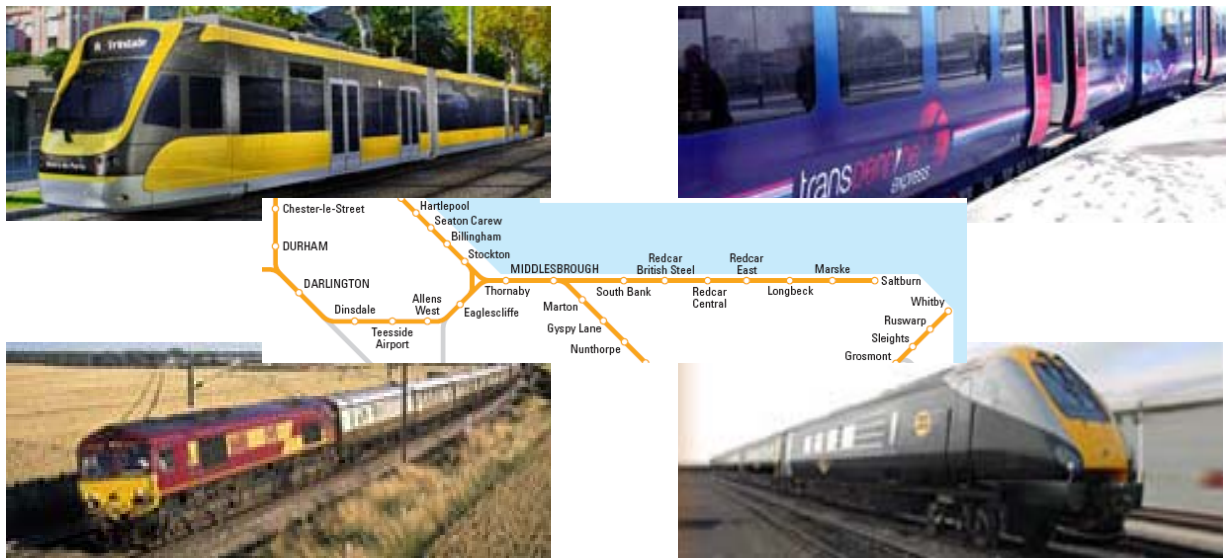 A Trindade
transpennine
express
Chester-le-Street
DURHAM
DARLINGTON
Dinsdale
Teesside
Airport
Allens
West
Eaglescliffe
Hartlepool
Seaton Carew
Billingham
Stockton
Thornaby
MIDDLESBROUGH
Marton
Gyspy Lane
Nunthorpe
South Bank
Redcar
British Steel
Redcar
Central
Redcar
East
Longbeck
Marske
Saltburn
Whitby
Ruswarp
Sleights
Grosmont